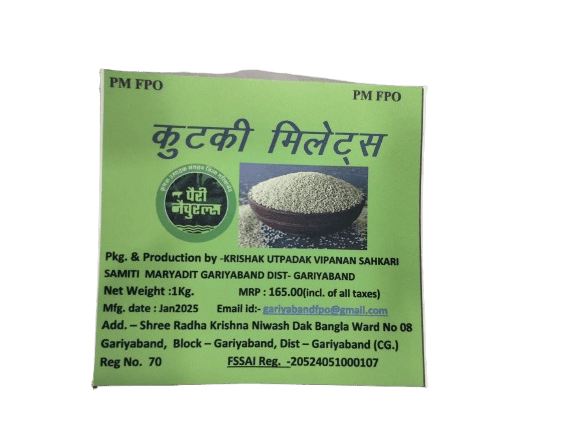 PM FPO
PM FPO
कुटकी मिलेट्स
पैरी
नैचुरल्स
Pkg. & Production by -KRISHAK UTPADAK VIPANAN SAHKARI
SAMITI MARYADIT GARIYABAND DIST- GARIYABAND
Net Weight :1Kg. MRP : 165.00(incl. of all taxes)
Mfg. date : Jan2025 Email id:- gariyabandfpo@gmail.com
Add. – Shree Radha Krishna Niwash Dak Bangla Ward No 08
Gariyaband, Block – Gariyaband, Dist – Gariyaband (CG.)
Reg No. 70 FSSAI Reg. -20524051000107